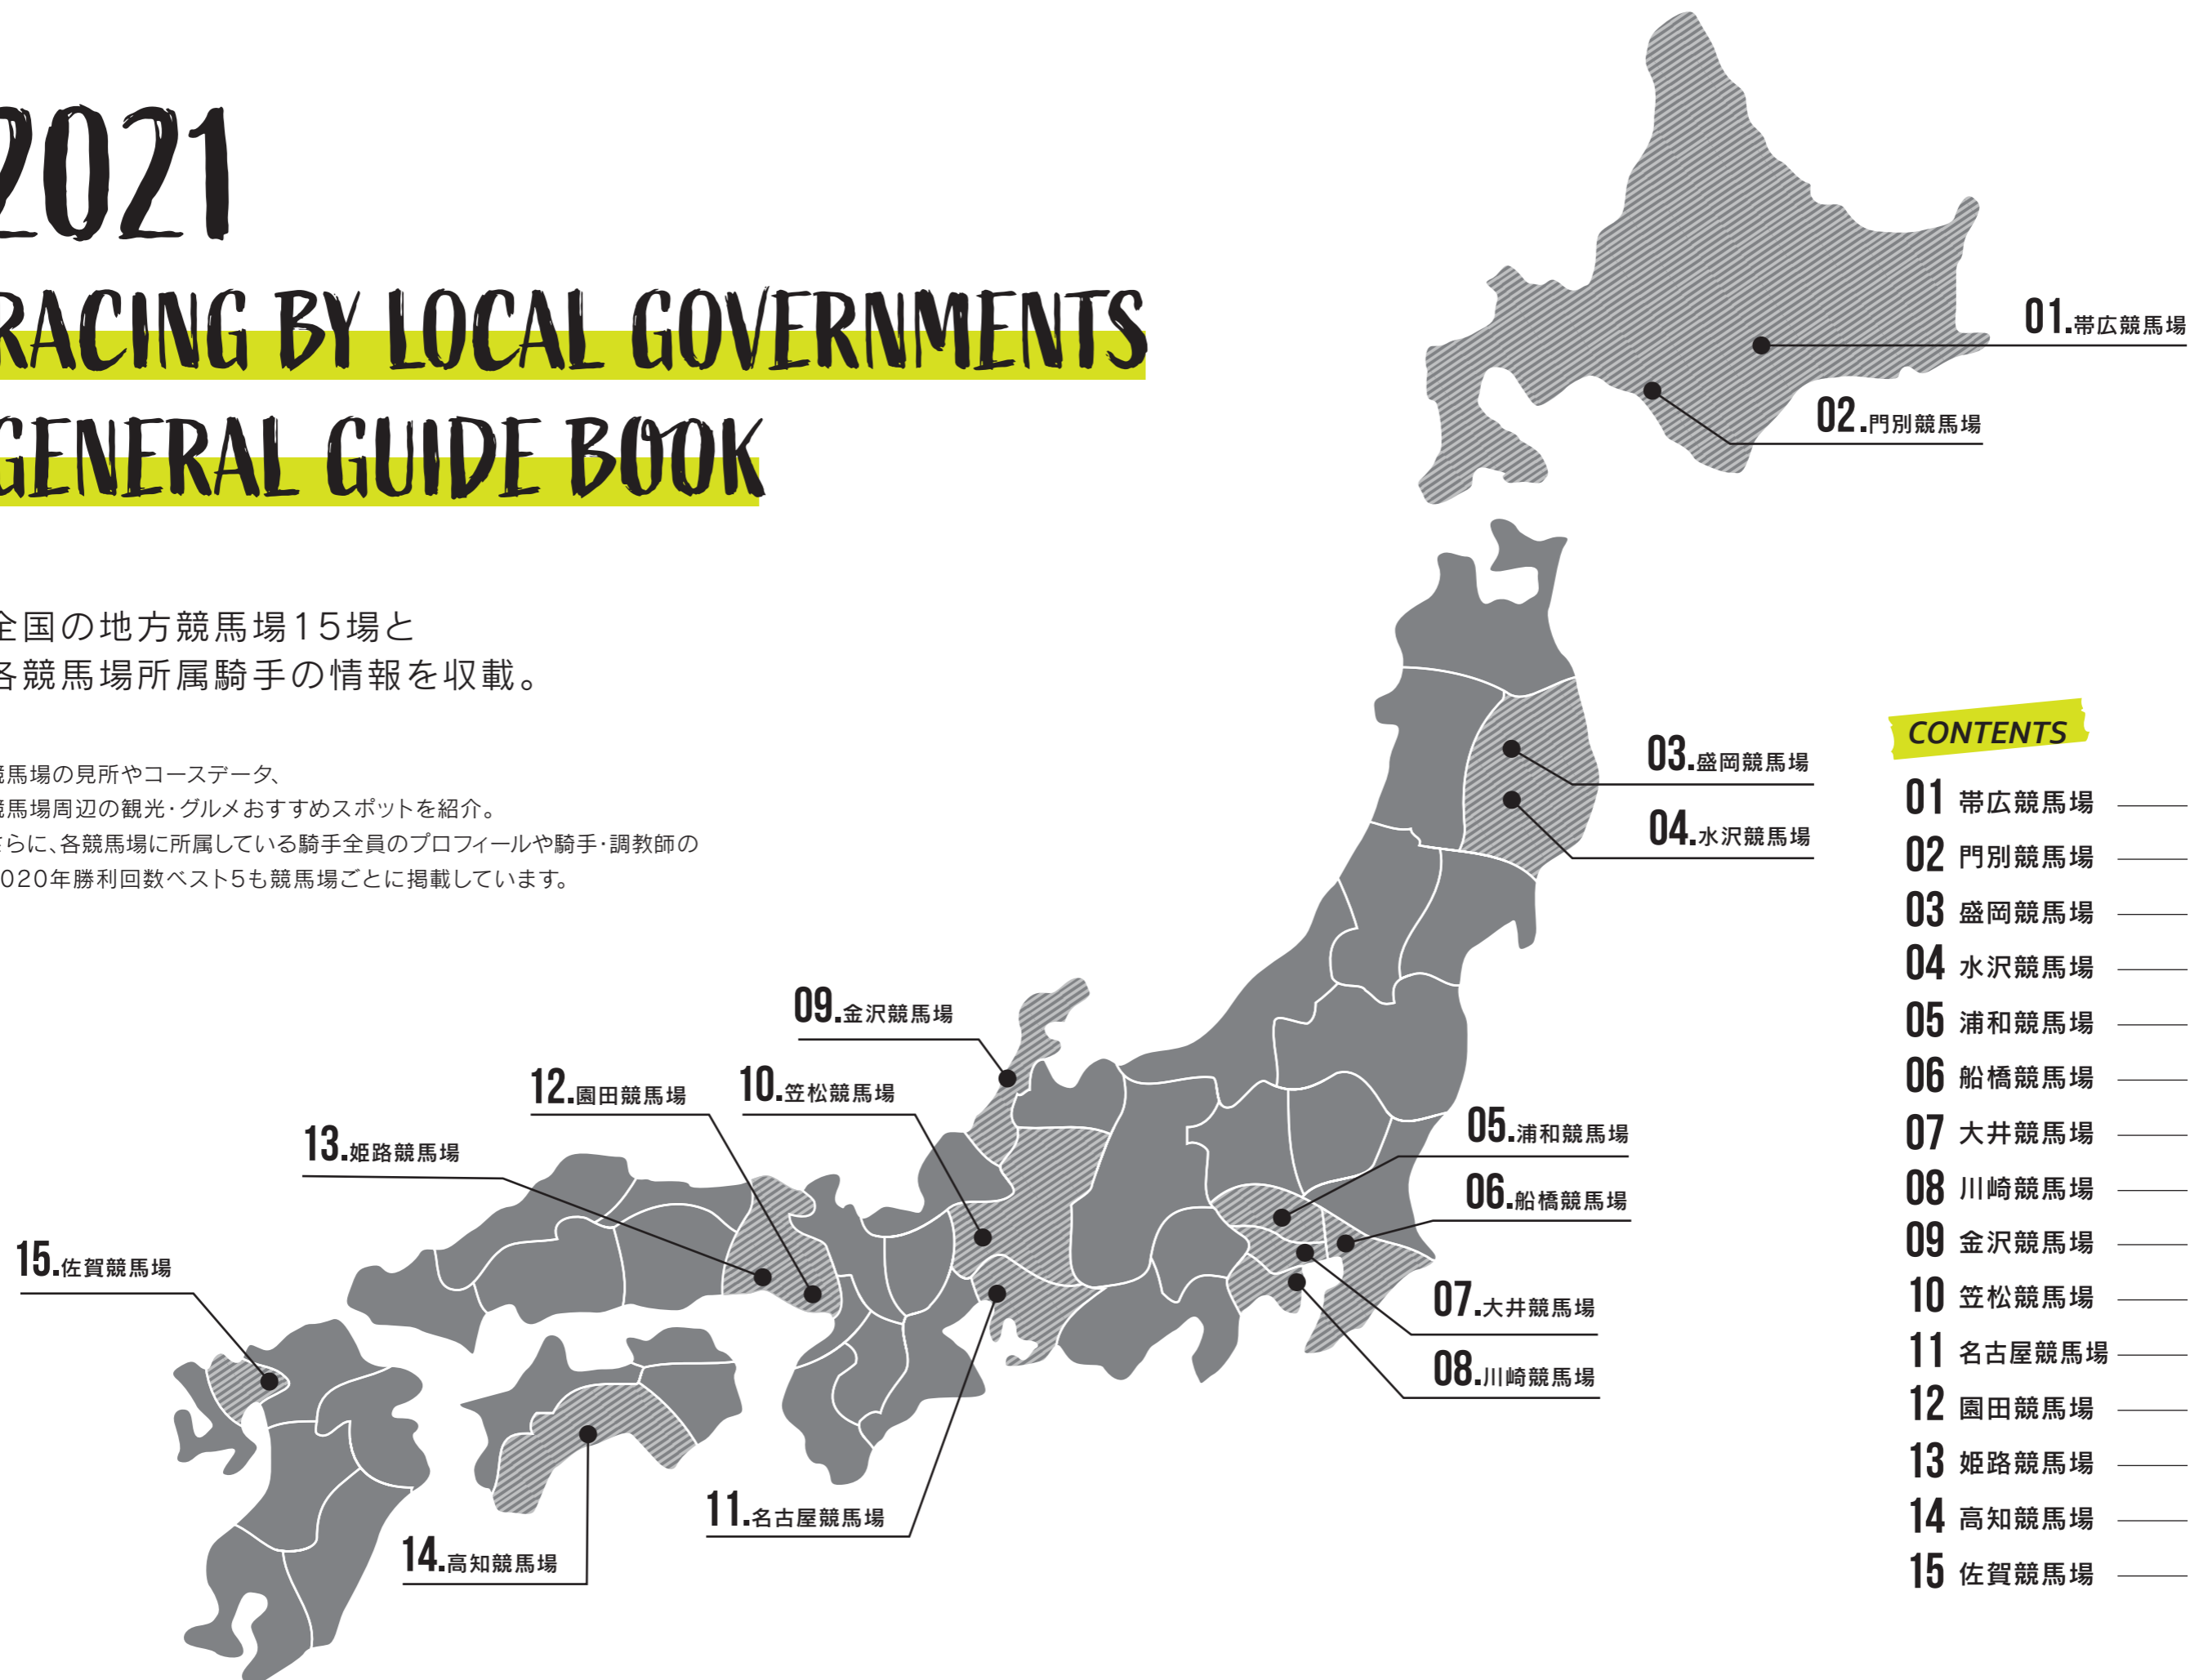 2021
RACING BY LOCAL GOVERNMENTS
GENERAL GUIDE BOOK
全国の地方競馬場15場と
各競馬場所属騎手の情報を収載。
競馬場の見所やコースデータ、
競馬場周辺の観光・グルメおすすめスポットを紹介。
さらに、各競馬場に所属している騎手全員のプロフィールや騎手・調教師の
2020年勝利回数ベスト5も競馬場ごとに掲載しています。
01.帯広競馬場
02.門別競馬場
03.盛岡競馬場
04.水沢競馬場
09.金沢競馬場
12.園田競馬場
10.笠松競馬場
13.姫路競馬場
05.浦和競馬場
06.船橋競馬場
15.佐賀競馬場
07.大井競馬場
08.川崎競馬場
11.名古屋競馬場
14.高知競馬場
CONTENTS
01 帯広競馬場
02 門別競馬場
03 盛岡競馬場
04 水沢競馬場
05 浦和競馬場
06 船橋競馬場
07 大井競馬場
08 川崎競馬場
09 金沢競馬場
10 笠松競馬場
11 名古屋競馬場
12 園田競馬場
13 姫路競馬場
14 高知競馬場
15 佐賀競馬場